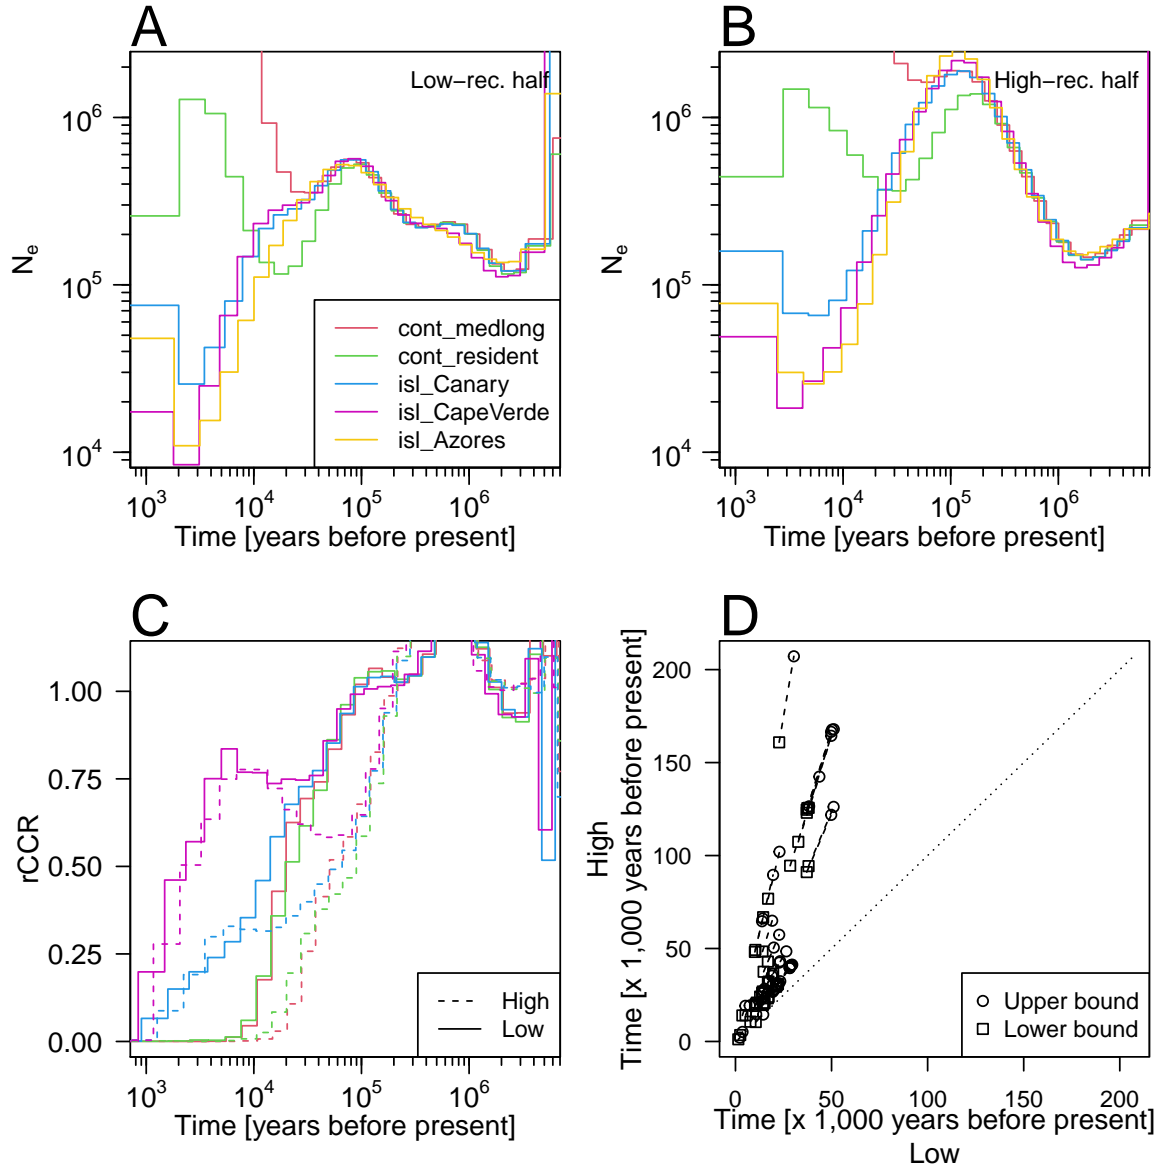 A
Low−rec. half
Ne
10^6
10^5
10^4
cont_medlong
cont_resident
isl_Canary
isl_CapeVerde
isl_Azores
10^3 10^4 10^5 10^6
Time [years before present]
B
High−rec. half
Ne
10^6
10^5
10^4
10^3 10^4 10^5 10^6
Time [years before present]
C
rCCR
1.00
0.75
0.50
0.25
0.00
High
Low
10^3 10^4 10^5 10^6
Time [years before present]
D
High
Time [x 1,000 years before present]
200
150
100
50
0
Upper bound
Lower bound
0 50 100 150 200
Time [x 1,000 years before present]
Low